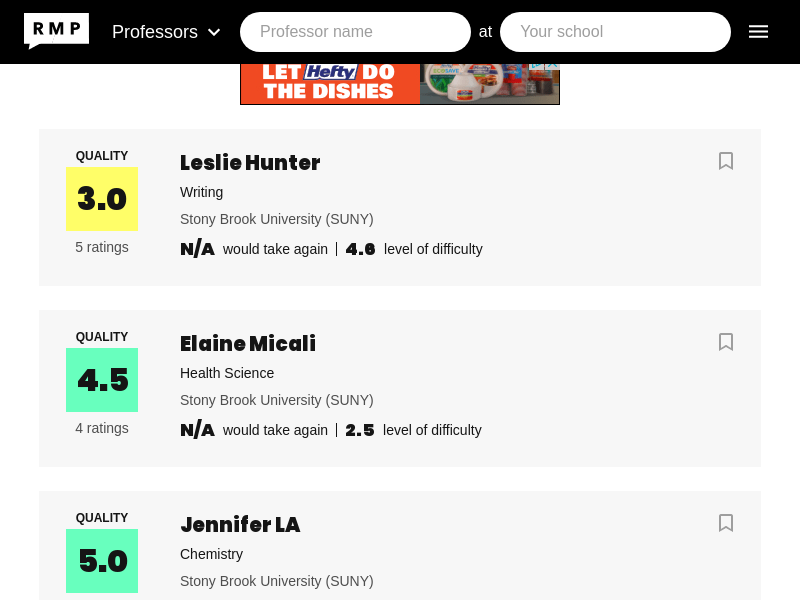 RMP
Professors
Professor name
at
Your school
LET Hefty DO
THE DISHES
ECOSAVE
QUALITY
3.0
5 ratings
Leslie Hunter
Writing
Stony Brook University (SUNY)
N/A would take again | 4.6 level of difficulty
QUALITY
4.5
4 ratings
Elaine Micali
Health Science
Stony Brook University (SUNY)
N/A would take again | 2.5 level of difficulty
QUALITY
5.0
Jennifer LA
Chemistry
Stony Brook University (SUNY)